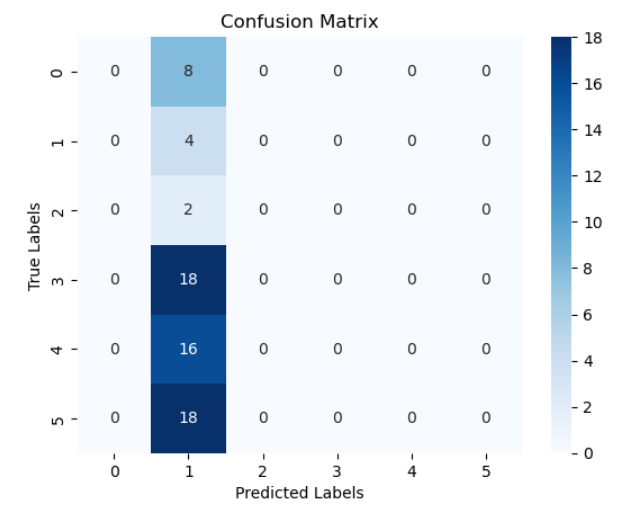 Confusion Matrix
True Labels
0 0 8 0 0 0 0
1 0 4 0 0 0 0
2 0 2 0 0 0 0
3 0 18 0 0 0 0
4 0 16 0 0 0 0
5 0 18 0 0 0 0
0 1 2 3 4 5
Predicted Labels
18
16
14
12
10
8
6
4
2
0